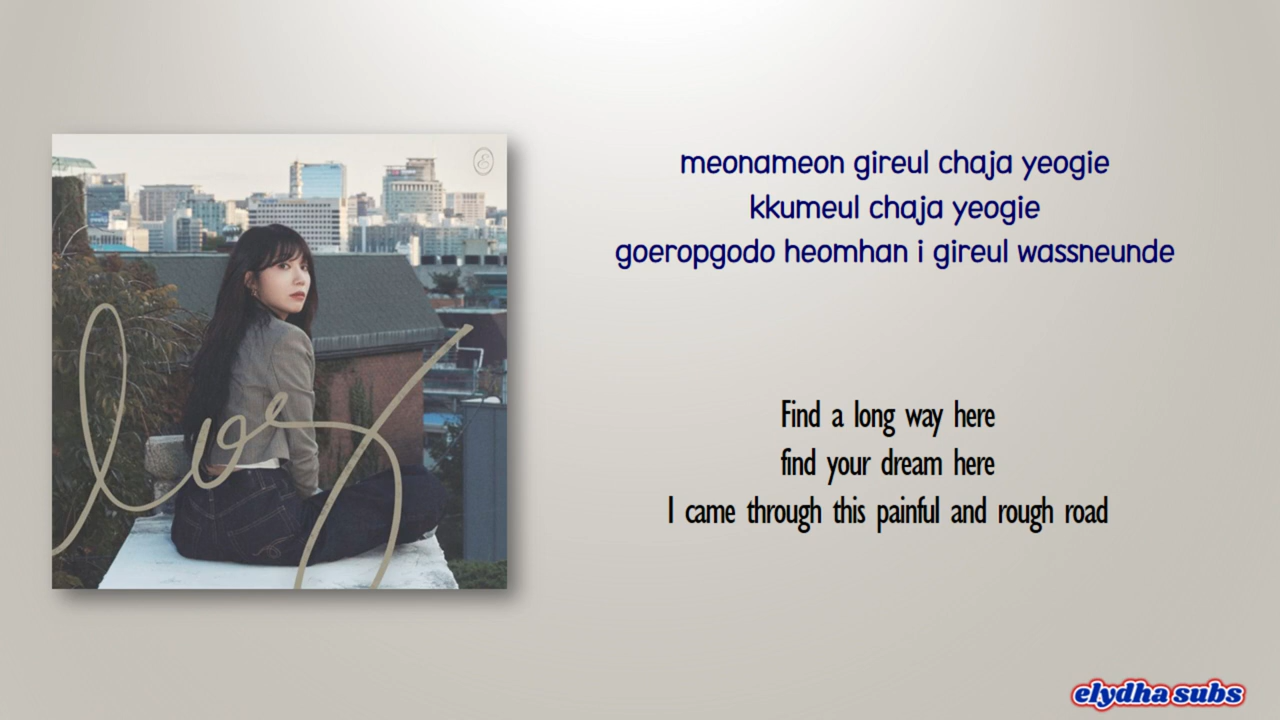 meonameon gireul chaja yeogie
kkumeul chaja yeogie
goeropgodo heomhan i gireul wassneunde
Find a long way here
find your dream here
I came through this painful and rough road
elydha subs